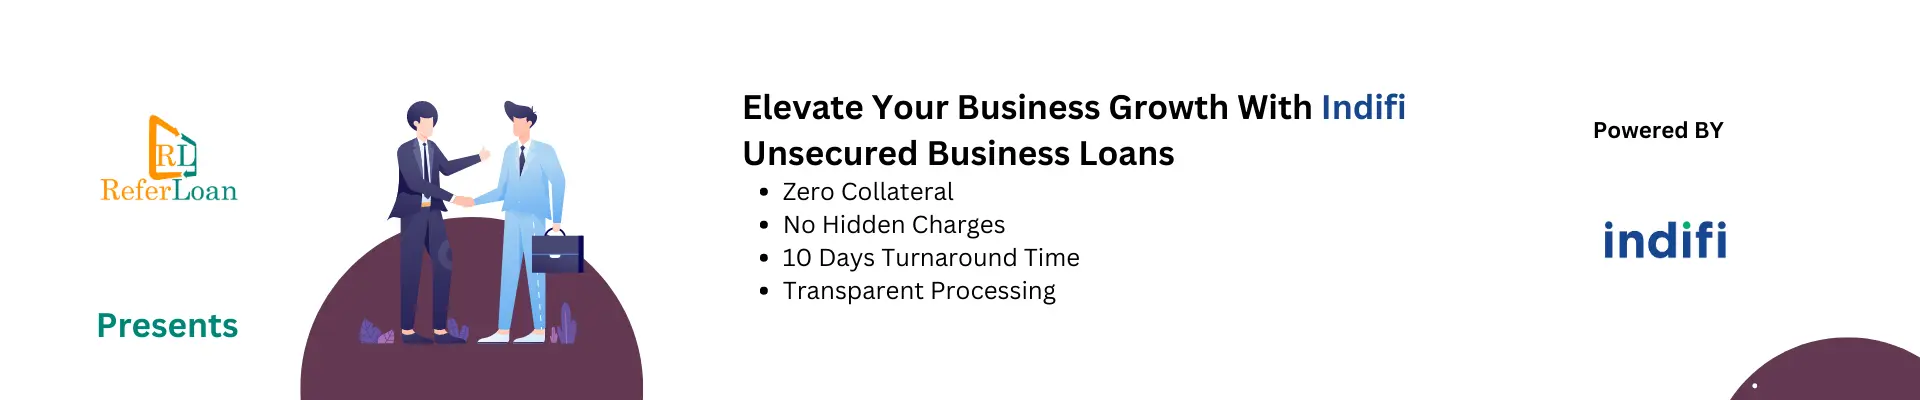 RL
ReferLoan
Presents
Elevate Your Business Growth With Indifi
Unsecured Business Loans
• Zero Collateral
• No Hidden Charges
• 10 Days Turnaround Time
• Transparent Processing
Powered BY
indifi